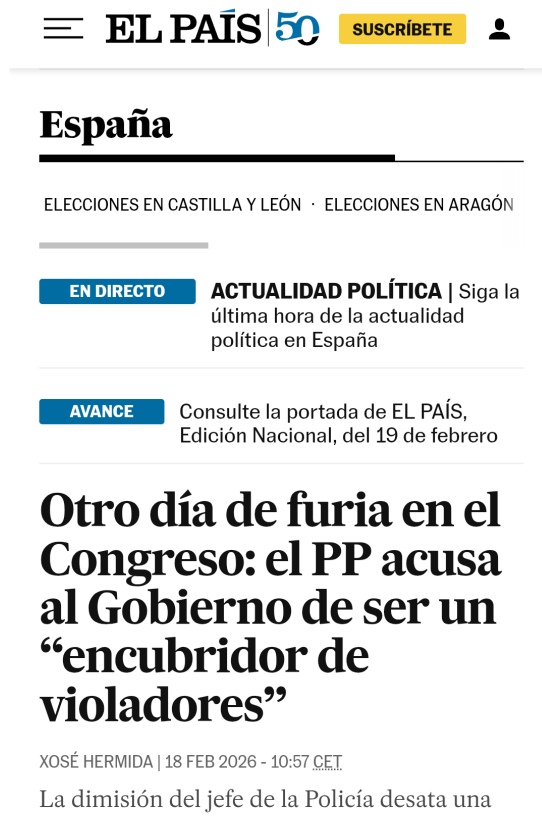 EL PAÍS 50 SUSCRÍBETE
España
ELECCIONES EN CASTILLA Y LEÓN · ELECCIONES EN ARAGÓN
EN DIRECTO
ACTUALIDAD POLÍTICA | Siga la
última hora de la actualidad
política en España
AVANCE
Consulte la portada de EL PAÍS,
Edición Nacional, del 19 de febrero
Otro día de furia en el
Congreso: el PP acusa
al Gobierno de ser un
“encubridor de
violadores”
XOSÉ HERMIDA | 18 FEB 2026 - 10:57 CET
La dimisión del jefe de la Policía desata una